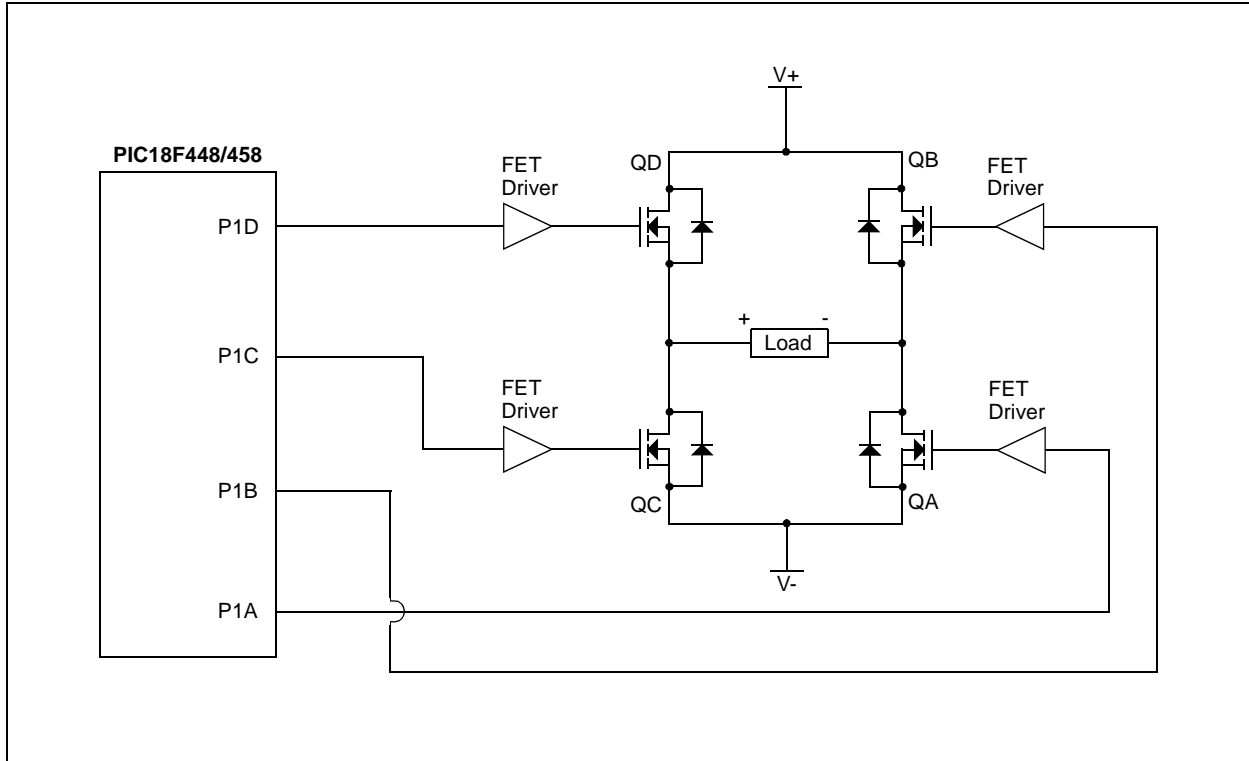 V+
PIC18F448/458
QD
QB
FET
Driver
FET
Driver
P1D
+
-
Load
P1C
FET
Driver
FET
Driver
P1B
QC
QA
V-
P1A